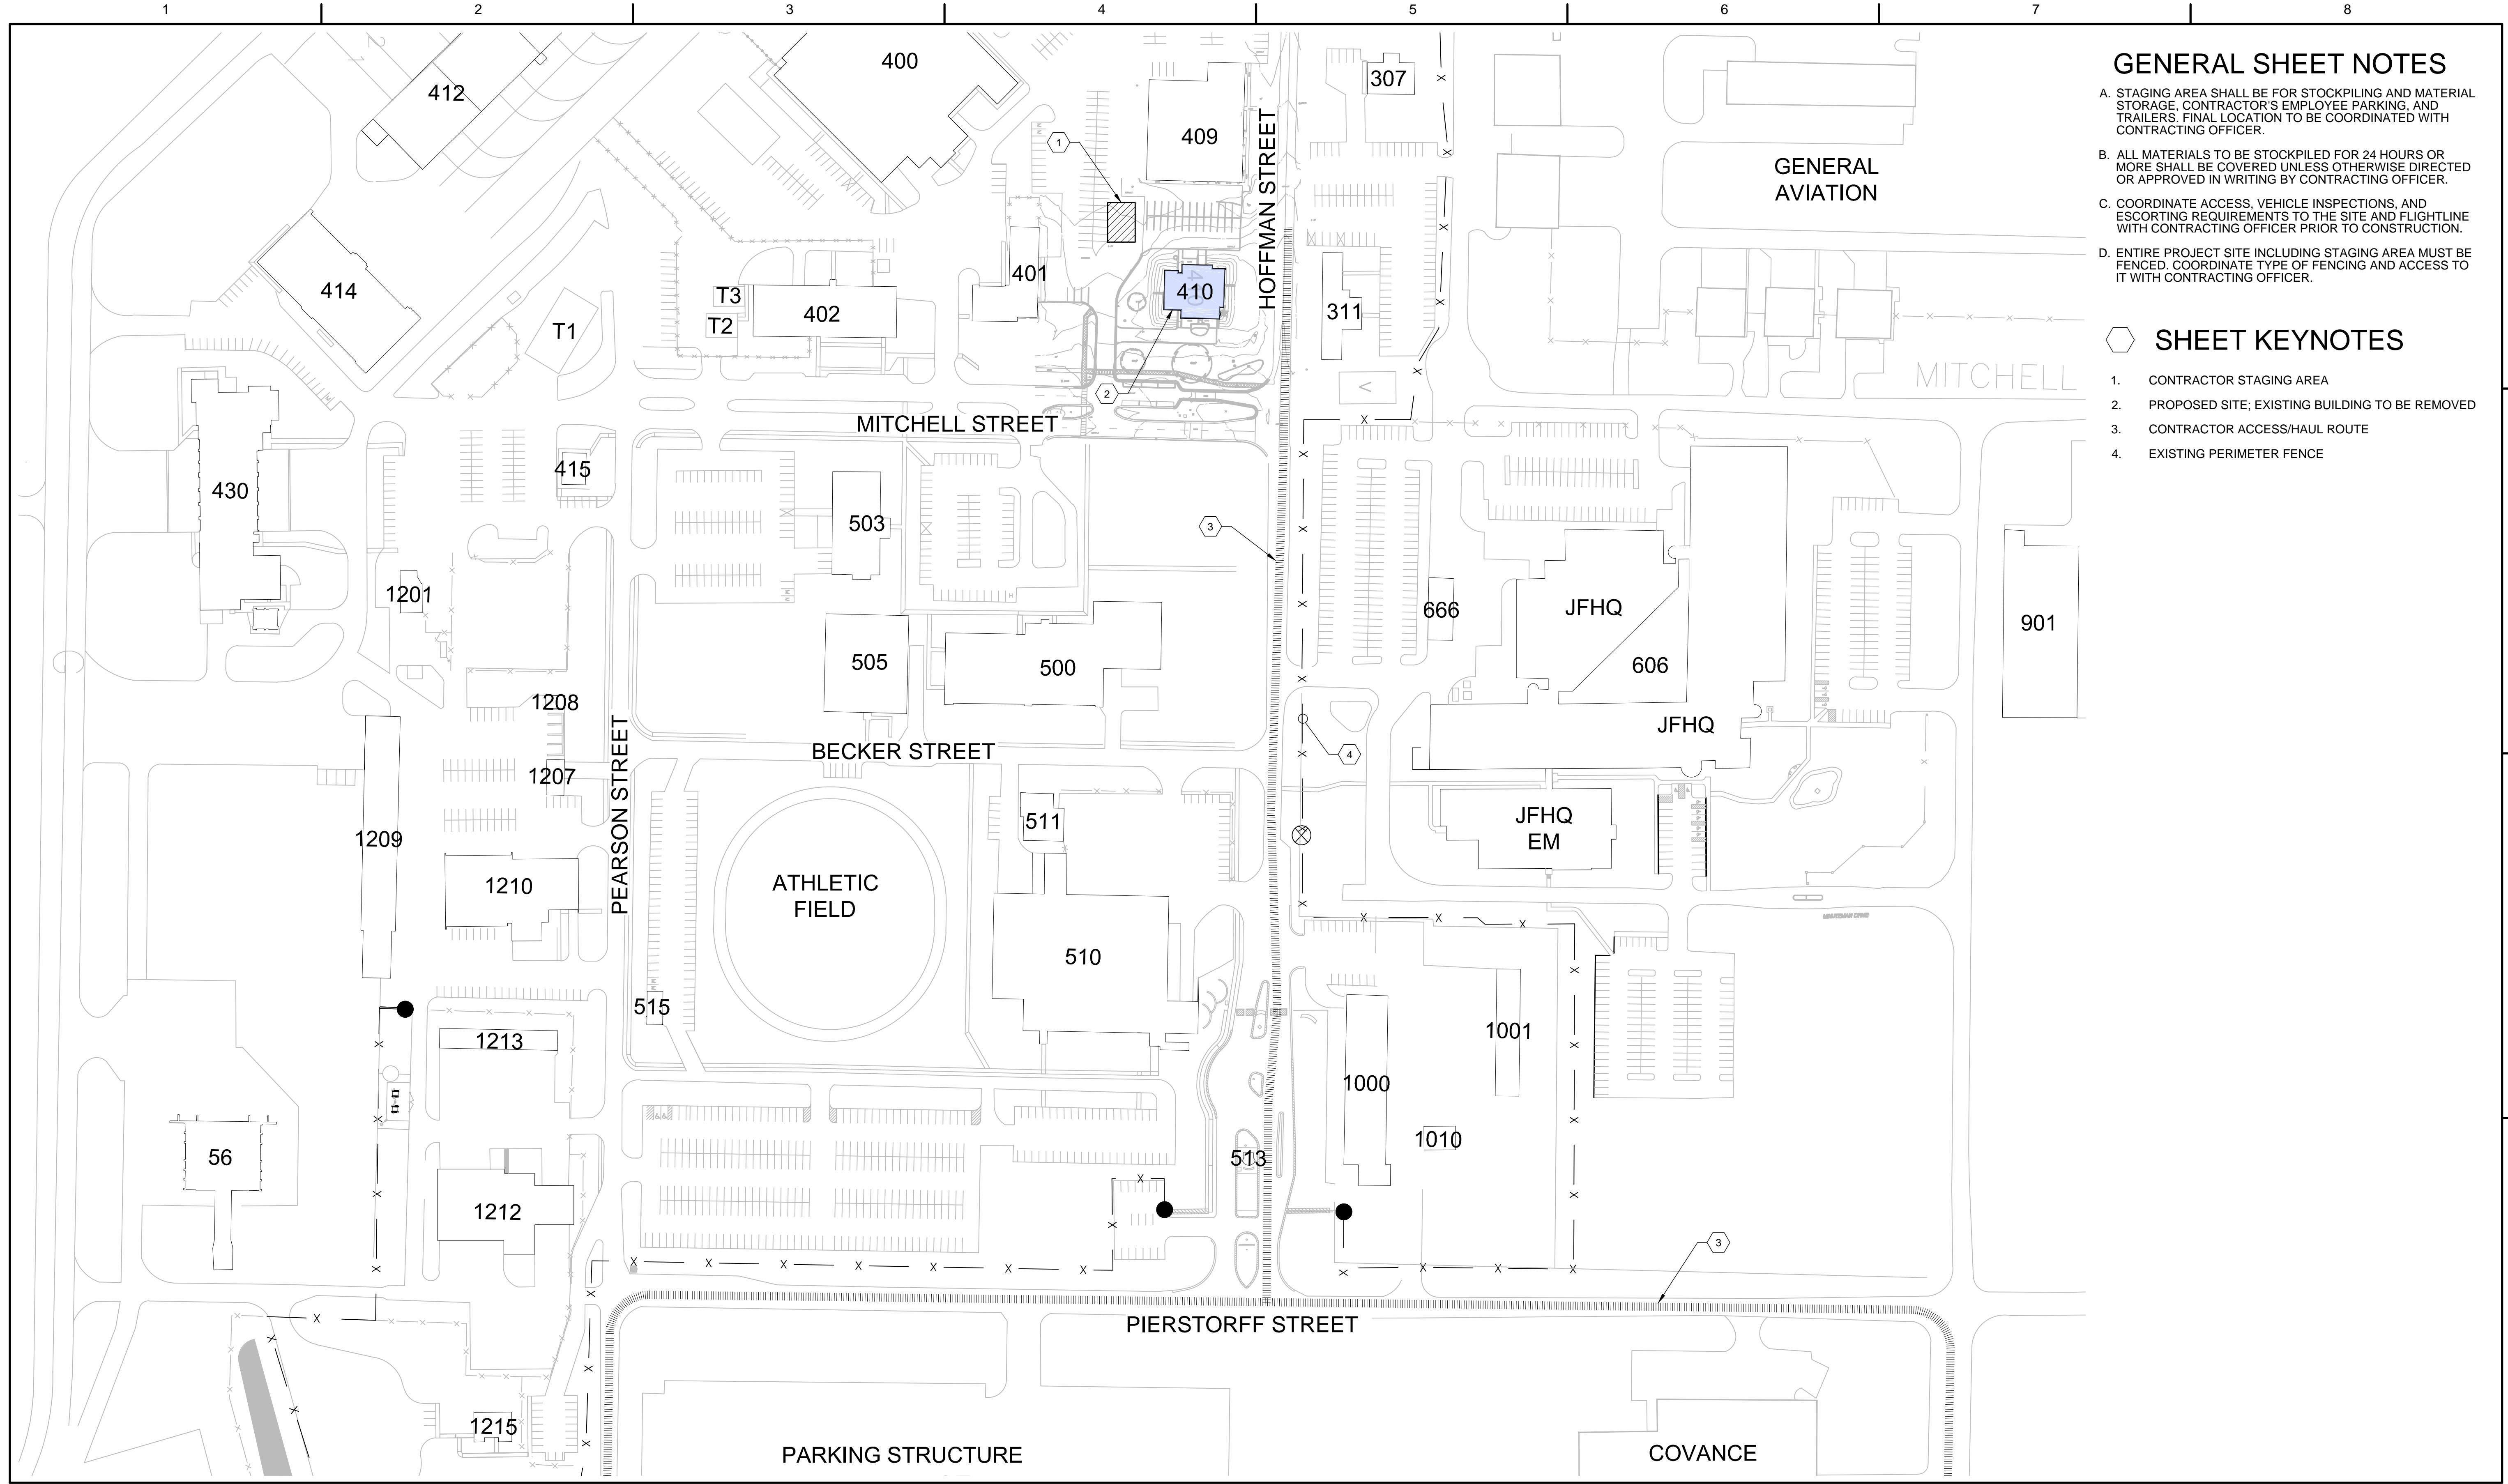 1 2 3 4 5 6 7 8
GENERAL SHEET NOTES
A. STAGING AREA SHALL BE FOR STOCKPILING AND MATERIAL
STORAGE, CONTRACTOR'S EMPLOYEE PARKING, AND
TRAILERS. FINAL LOCATION TO BE COORDINATED WITH
CONTRACTING OFFICER.
B. ALL MATERIALS TO BE STOCKPILED FOR 24 HOURS OR
MORE SHALL BE COVERED UNLESS OTHERWISE DIRECTED
OR APPROVED IN WRITING BY CONTRACTING OFFICER.
C. COORDINATE ACCESS, VEHICLE INSPECTIONS, AND
ESCORTING REQUIREMENTS TO THE SITE AND FLIGHTLINE
WITH CONTRACTING OFFICER PRIOR TO CONSTRUCTION.
D. ENTIRE PROJECT SITE INCLUDING STAGING AREA MUST BE
FENCED. COORDINATE TYPE OF FENCING AND ACCESS TO
IT WITH CONTRACTING OFFICER.
SHEET KEYNOTES
1. CONTRACTOR STAGING AREA
2. PROPOSED SITE; EXISTING BUILDING TO BE REMOVED
3. CONTRACTOR ACCESS/HAUL ROUTE
4. EXISTING PERIMETER FENCE
412
400
307
409
1
GENERAL
AVIATION
HOFFMAN STREET
414
T1
T3
T2
402
401
410
311
2
MITCHELL
MITCHELL STREET
430
415
503
3
1201
505
500
666
JFHQ
606
JFHQ
901
1208
1207
PEARSON STREET
BECKER STREET
4
1209
1210
ATHLETIC
FIELD
511
510
JFHQ
EM
MINUTEMAN DRIVE
515
1213
1000
1001
1010
513
56
1212
3
PIERSTORFF STREET
1215
PARKING STRUCTURE
COVANCE